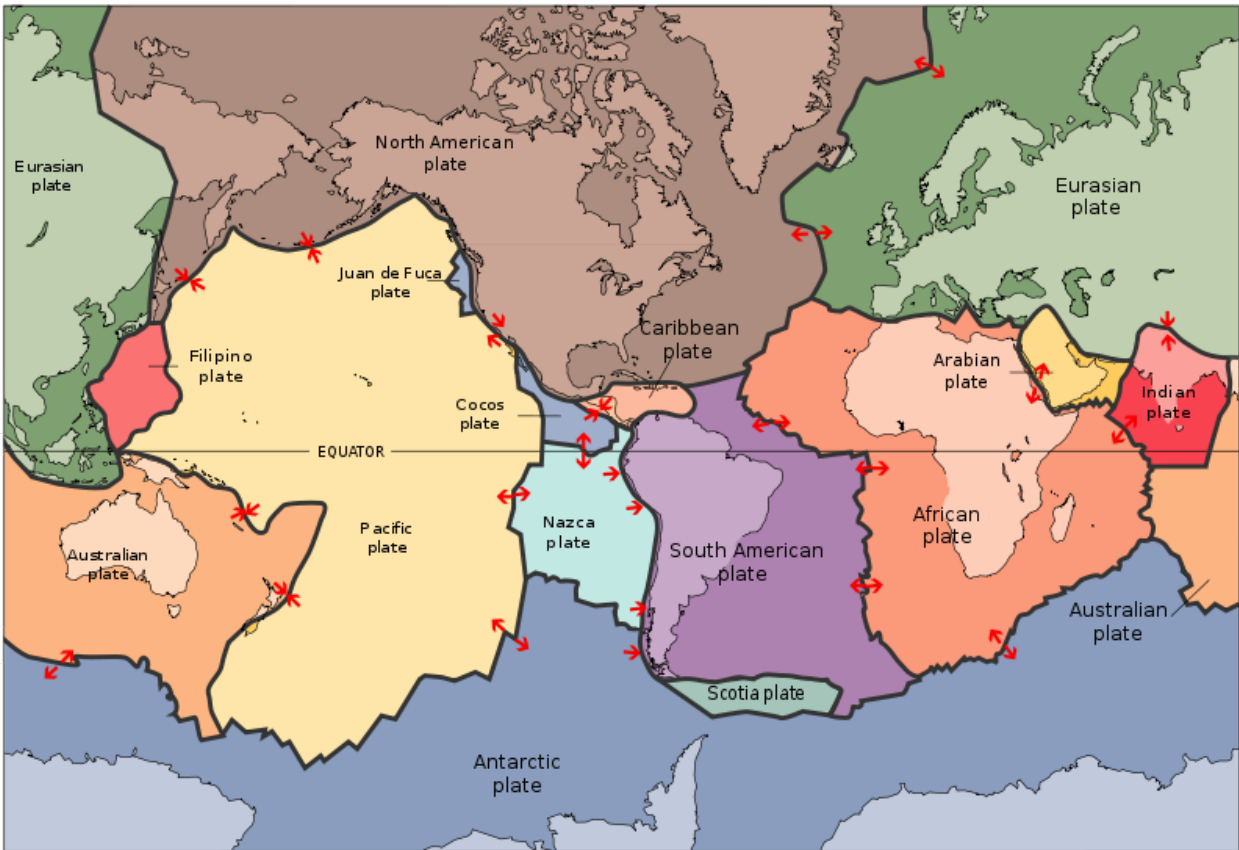 North American
plate
Eurasian
plate
Eurasian
plate
Juan de Fuca
plate
Caribbean
plate
Filipino
plate
Arabian
plate
Indian
plate
Cocos
plate
EQUATOR
Nazca
plate
Pacific
plate
African
plate
Australian
plate
South American
plate
Australian
plate
Scotia plate
Antarctic
plate